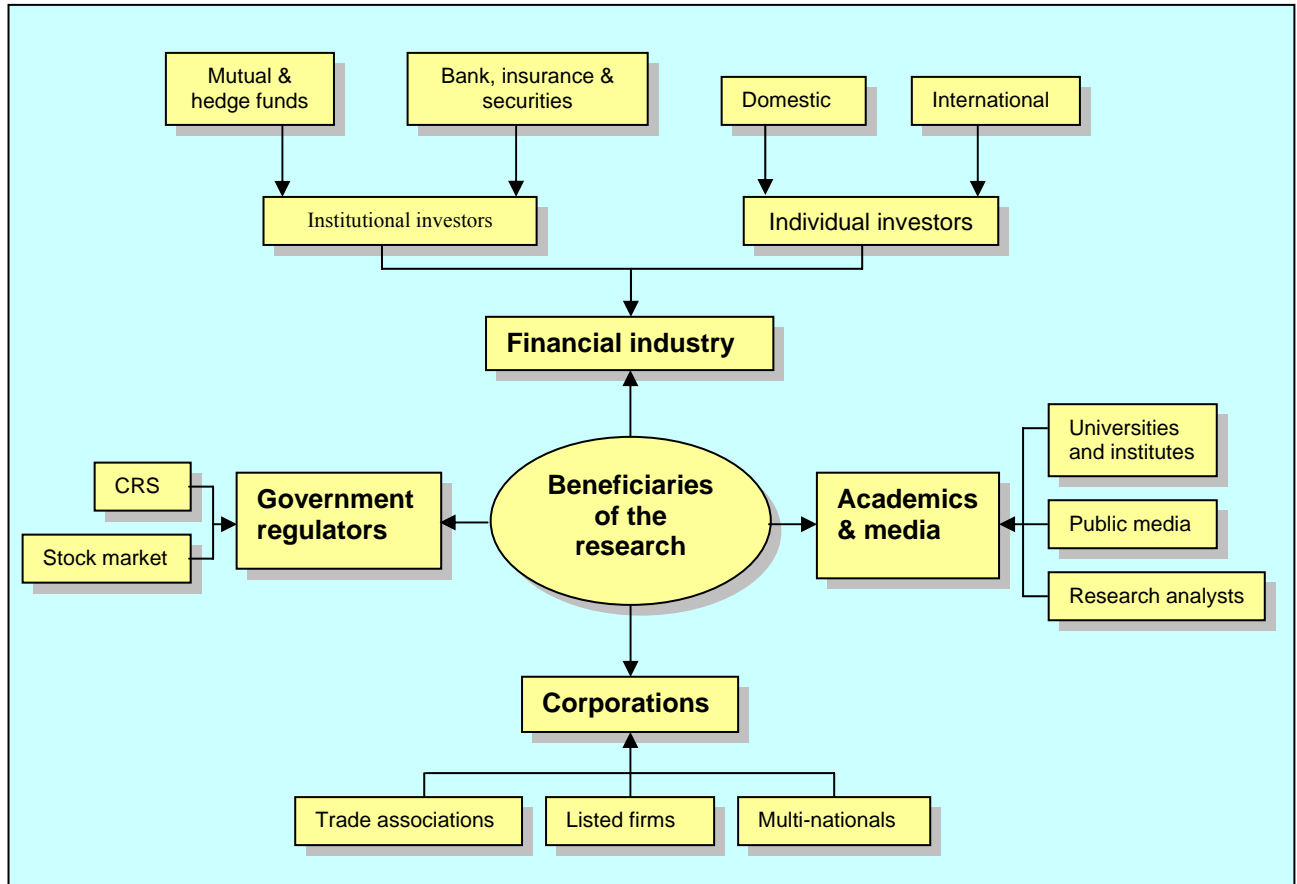 Mutual &
hedge funds
Bank, insurance &
securities
Domestic
International
Institutional investors
Individual investors
Financial industry
Universities
and institutes
CRS
Government
regulators
Beneficiaries
of the
research
Academics
& media
Public media
Stock market
Research analysts
Corporations
Trade associations
Listed firms
Multi-nationals